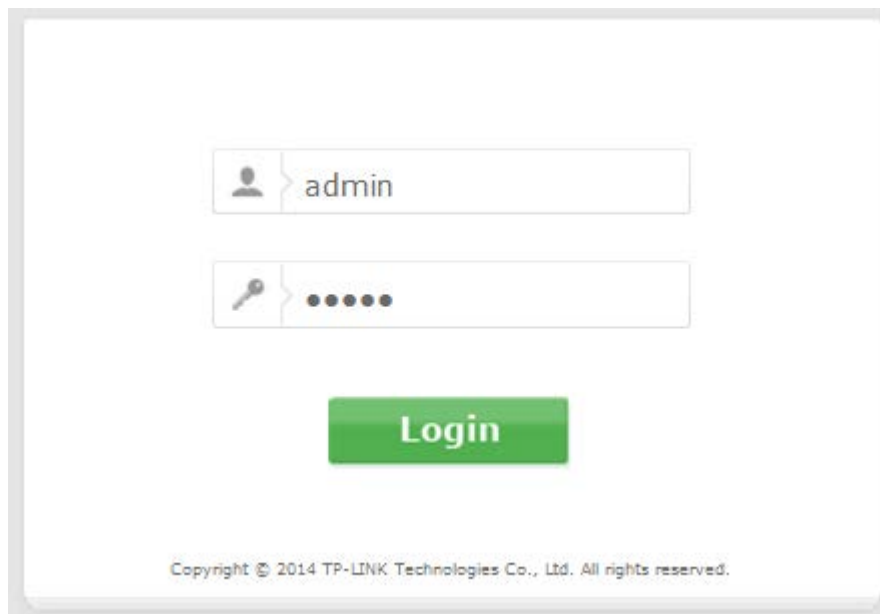 admin
●●●●●
Login
Copyright © 2014 TP-LINK Technologies Co., Ltd. All rights reserved.